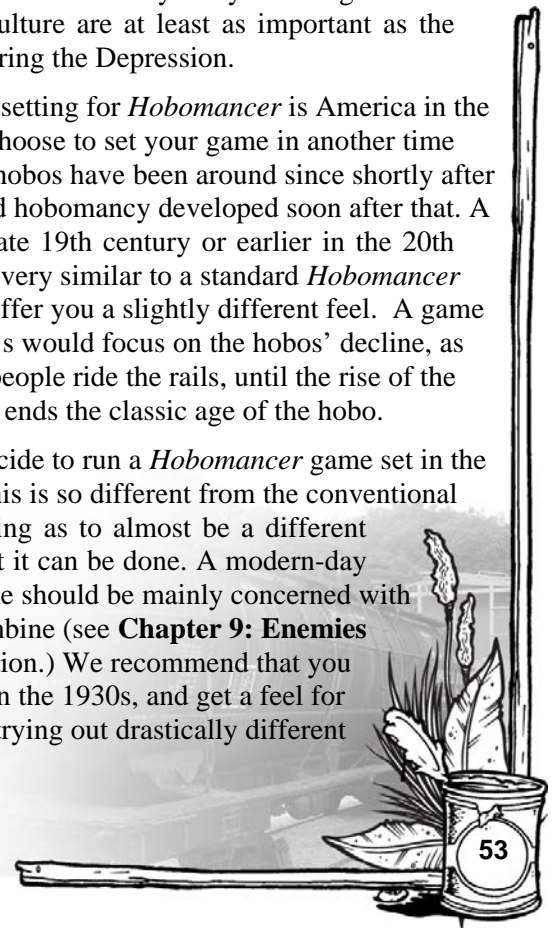 ulture are at least as important as the
ring the Depression.
setting for Hobomancer is America in the
hoose to set your game in another time
hobos have been around since shortly after
d hobomancy developed soon after that. A
ate 19th century or earlier in the 20th
very similar to a standard Hobomancer
ffer you a slightly different feel. A game
s would focus on the hobos' decline, as
people ride the rails, until the rise of the
ends the classic age of the hobo.
cide to run a Hobomancer game set in the
his is so different from the conventional
ing as to almost be a different
t it can be done. A modern-day
e should be mainly concerned with
mbine (see Chapter 9: Enemies
ion.) We recommend that you
n the 1930s, and get a feel for
trying out drastically different
53